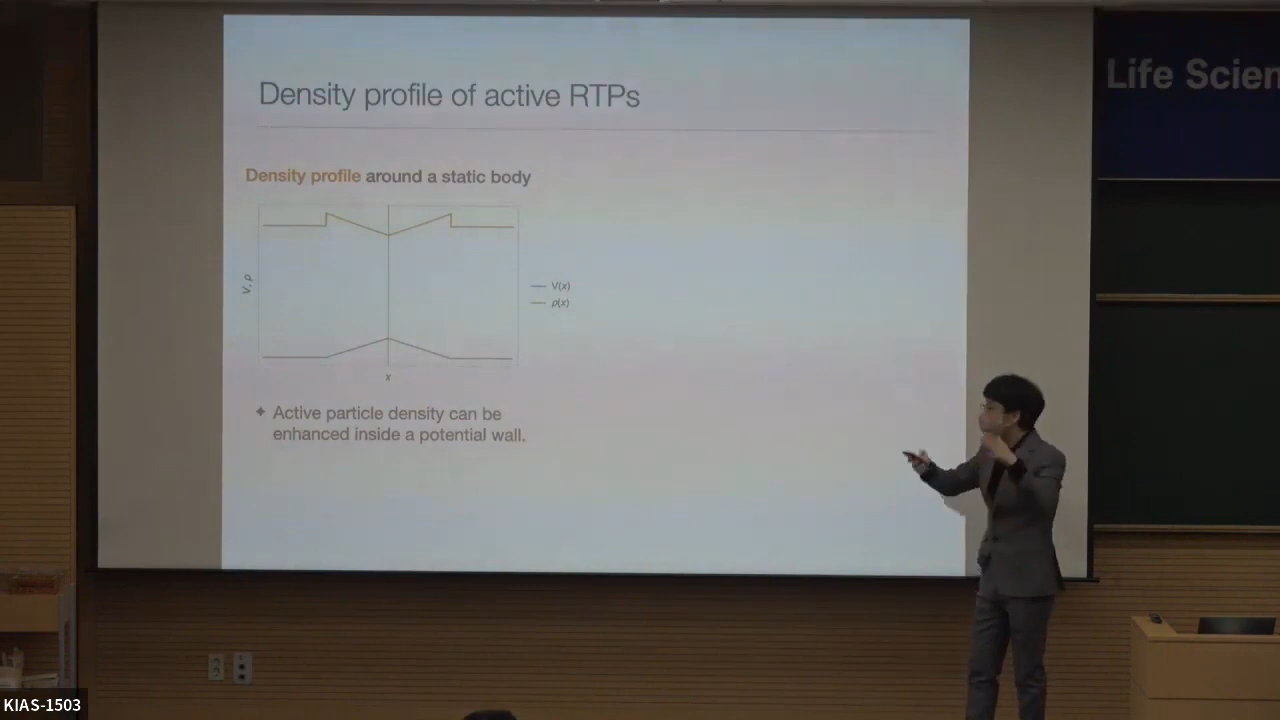 Life Scien
Density profile of active RTPs
Density profile around a static body
V, ρ
V(x)
ρ(x)
x
✦ Active particle density can be
enhanced inside a potential wall.
KIAS-1503